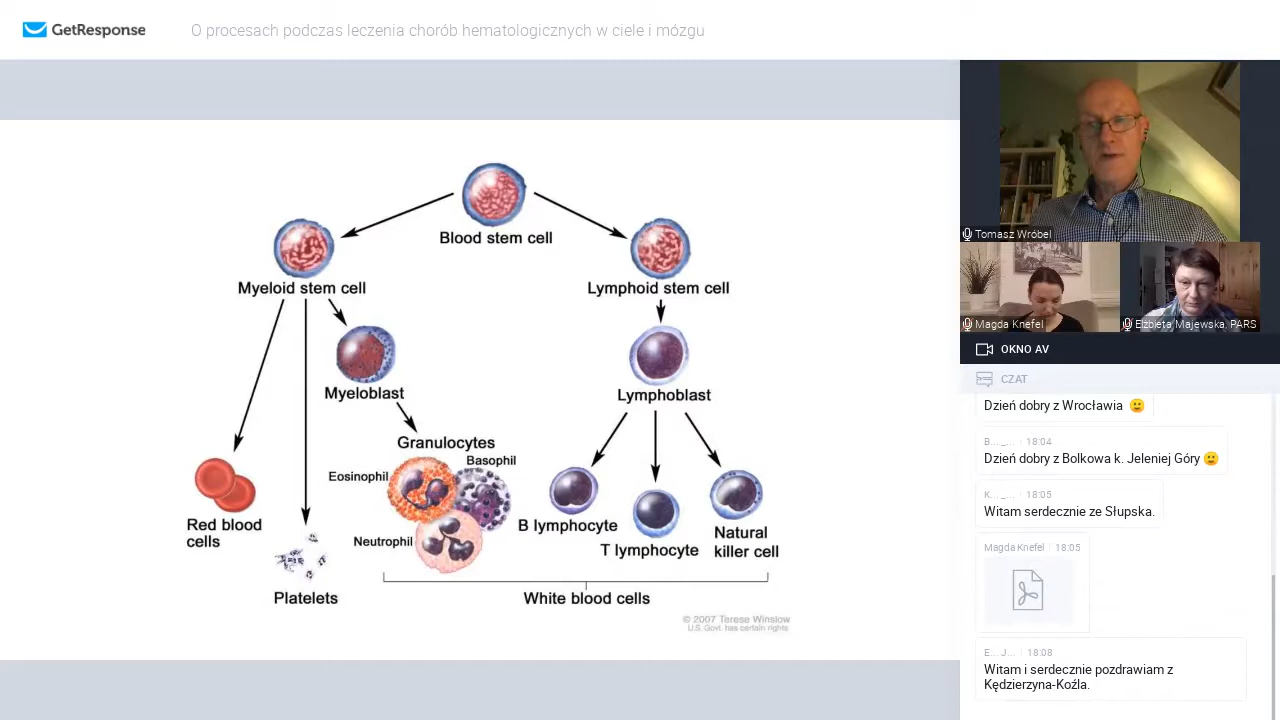 GetResponse
O procesach podczas leczenia chorób hematologicznych w ciele i mózgu
Blood stem cell
Myeloid stem cell
Lymphoid stem cell
Myeloblast
Lymphoblast
Granulocytes
Basophil
Eosinophil
Neutrophil
Red blood
cells
Platelets
B lymphocyte
T lymphocyte
Natural
killer cell
White blood cells
© 2007 Terese Winslow
U.S. Govt. has certain rights
Tomasz Wróbel
Magda Knefel
Elżbieta Majewska. PARS
OKNO AV
CZAT
Dzień dobry z Wrocławia 🙂
B... _... 18:04
Dzień dobry z Bolkowa k. Jeleniej Góry 🙂
K... _... 18:05
Witam serdecznie ze Słupska.
Magda Knefel 18:05
E... J... 18:08
Witam i serdecznie pozdrawiam z
Kędzierzyna-Koźla.